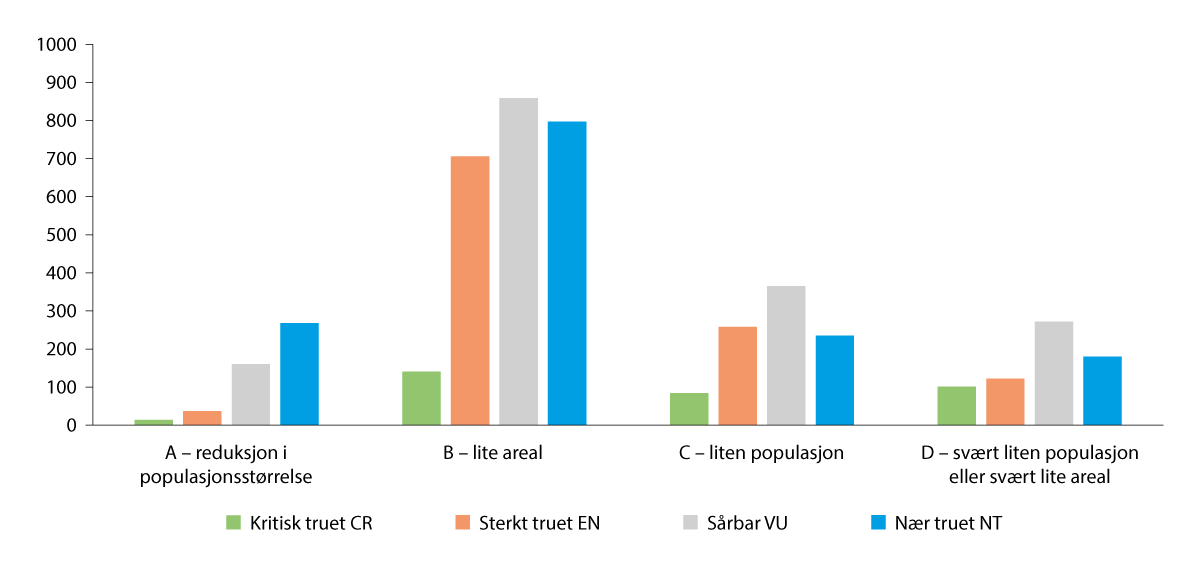 1000
900
800
700
600
500
400
300
200
100
0
A – reduksjon i
populasjonsstørrelse
B – lite areal
C – liten populasjon
D – svært liten populasjon
eller svært lite areal
Kritisk truet CR
Sterkt truet EN
Sårbar VU
Nær truet NT